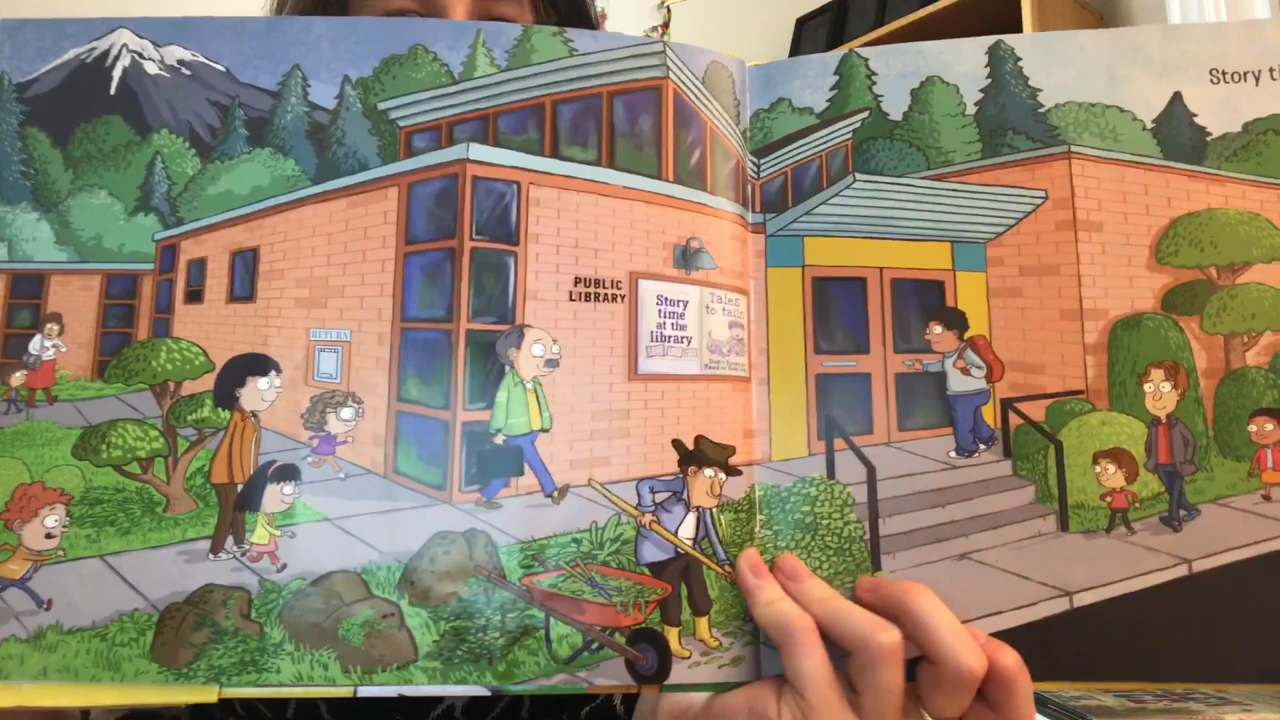 Story ti
PUBLIC
LIBRARY
RETURN
Story
time
at the
library
Tales
to tails